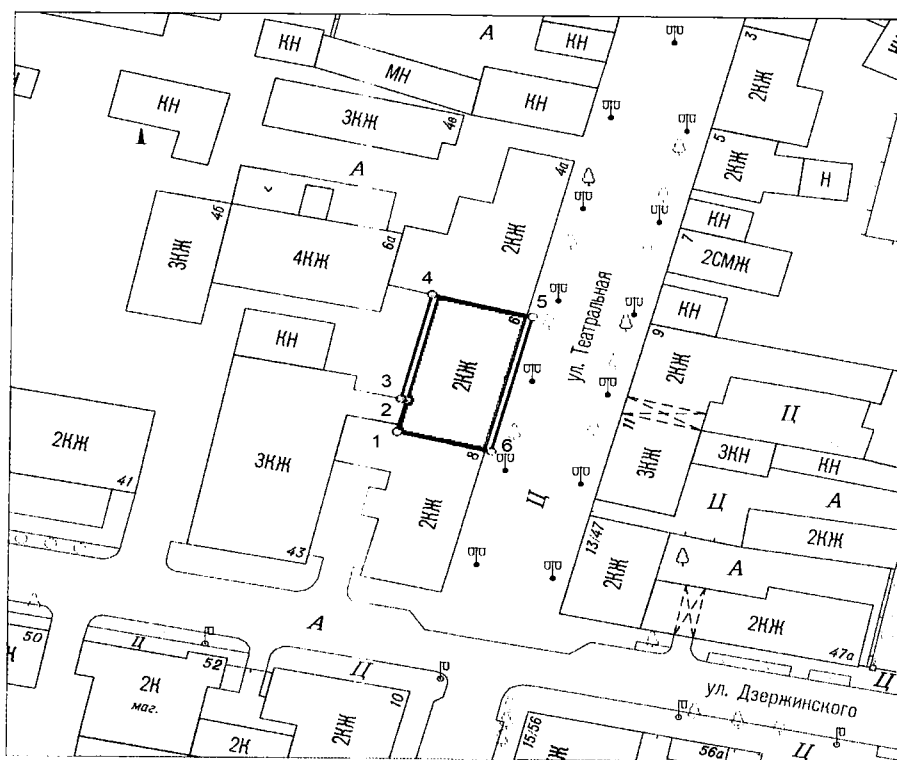 А
КН
КН
МН
3
КН
КН
2КЖ
3КЖ
4в
5
2КЖ
А
4а
Н
4б
2КЖ
КН
3КЖ
4КЖ
6а
7
2СМЖ
4
5
6
ул. Театральная
КН
КН
9
2КЖ
2КЖ
3
2
1
11
Ц
2КЖ
3КЖ
8
6
3КЖ
3КН
КН
41
2КЖ
Ц
Ц
А
2КЖ
43
13/47
2КЖ
А
А
2КЖ
50
Ц
52
Ц
47а
Ц
2К
маг.
10
ул. Дзержинского
2К
2КЖ
15/56
56а
Ц